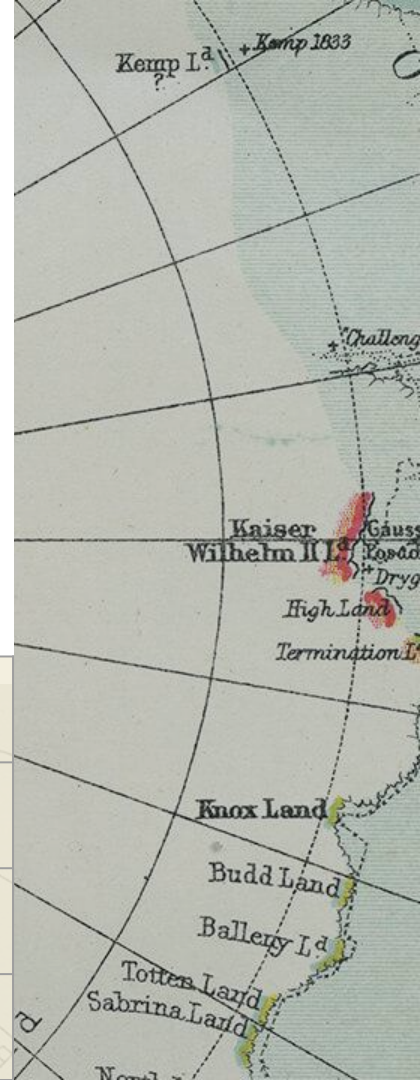 Kemp Lᵈ
?
Kemp 1833
"Challeng
Kaiser
Wilhelm II Lᵈ
Gauss
Dryg
High Land
Termination Lᵈ
Knox Land
Budd Land
Balleny Lᵈ
Totten Land
Sabrina Land
North
d